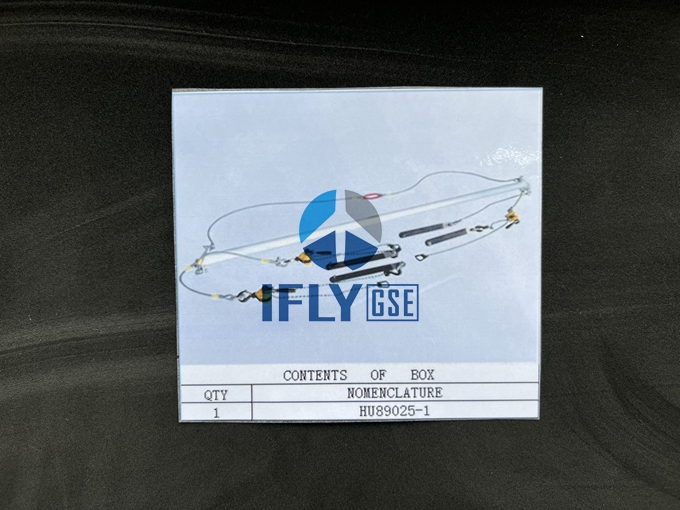 IFLY GSE
CONTENTS OF BOX
QTY NOMENCLATURE
1 HU89025-1